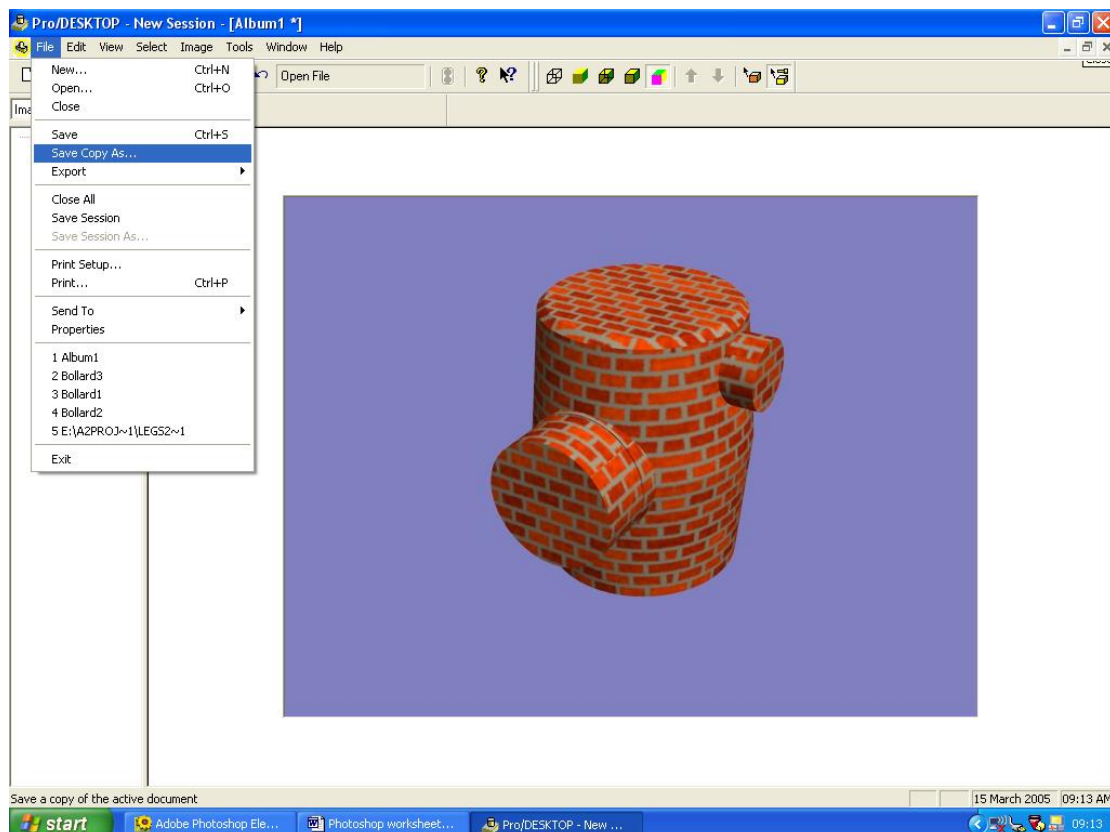 Pro/DESKTOP - New Session - [Album1 *]
File Edit View Select Image Tools Window Help
New... Ctrl+N
Open... Ctrl+O
Close
Save Ctrl+S
Save Copy As...
Export
Close All
Save Session
Save Session As...
Print Setup...
Print... Ctrl+P
Send To
Properties
1 Album1
2 Bollard3
3 Bollard1
4 Bollard2
5 E:\A2PROJ~1\LEGS2~1
Exit
Open File
Ima
Save a copy of the active document
15 March 2005 09:13 AM
start
Adobe Photoshop Ele...
Photoshop worksheet...
Pro/DESKTOP - New ...
09:13